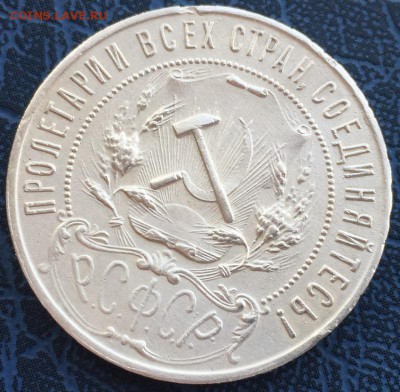 COINS.LAVE.RU
ПРОЛЕТАРИИ ВСЕХ СТРАН, СОЕДИНЯЙТЕСЬ!
Р.С.Ф.С.Р.